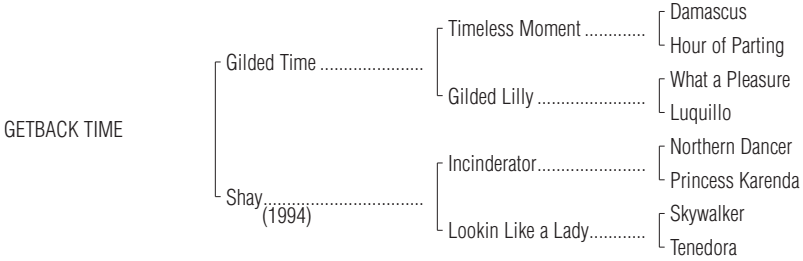 Damascus
Timeless Moment .............
Hour of Parting
Gilded Time ......................
What a Pleasure
Gilded Lilly .......................
Luquillo
GETBACK TIME
Northern Dancer
Incinderator.......................
Princess Karenda
Shay..................................
(1994)
Skywalker
Lookin Like a Lady............
Tenedora